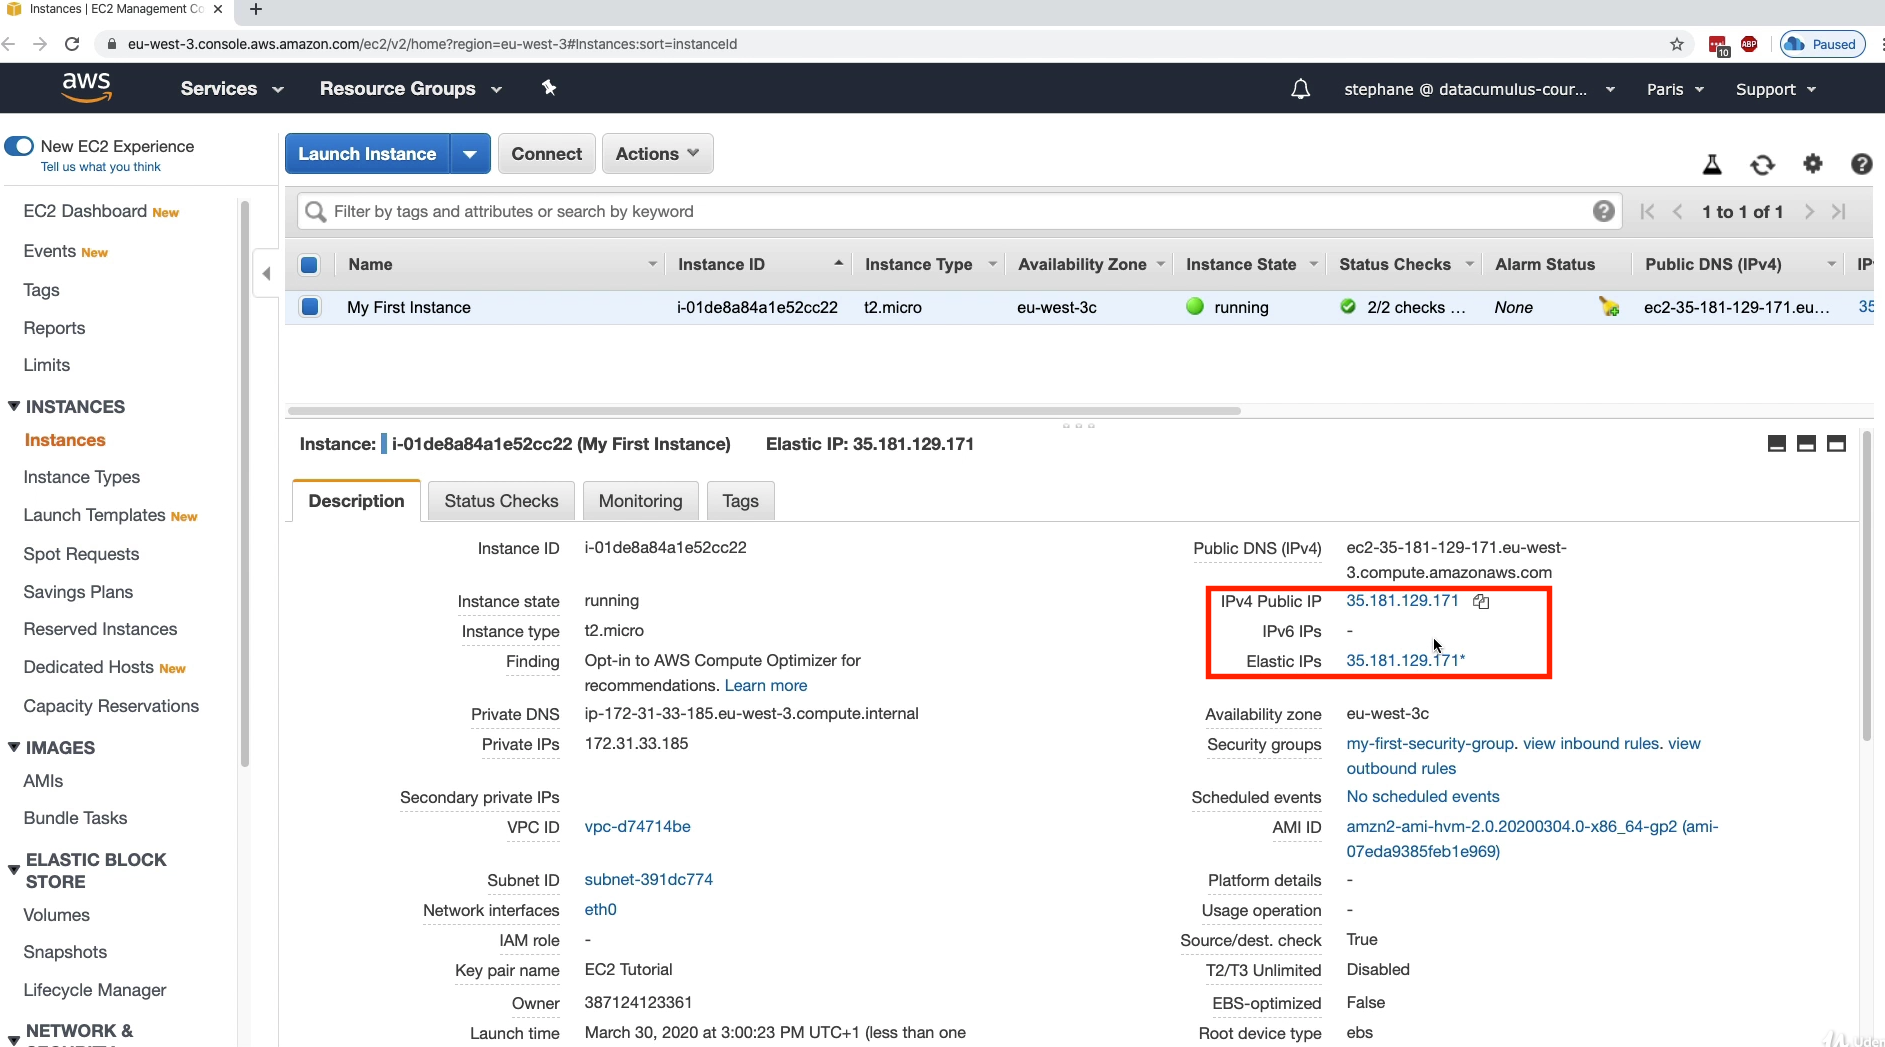 Instances | EC2 Management Co
eu-west-3.console.aws.amazon.com/ec2/v2/home?region=eu-west-3#Instances:sort=instanceId
10
ABP
Paused
aws
Services
Resource Groups
stephane @ datacumulus-cour...
Paris
Support
New EC2 Experience
Tell us what you think
EC2 Dashboard New
Events New
Tags
Reports
Limits
INSTANCES
Instances
Instance Types
Launch Templates New
Spot Requests
Savings Plans
Reserved Instances
Dedicated Hosts New
Capacity Reservations
IMAGES
AMIs
Bundle Tasks
ELASTIC BLOCK
STORE
Volumes
Snapshots
Lifecycle Manager
NETWORK &
Launch Instance
Connect
Actions
Filter by tags and attributes or search by keyword
1 to 1 of 1
Name Instance ID Instance Type Availability Zone Instance State Status Checks Alarm Status Public DNS (IPv4) IP
My First Instance i-01de8a84a1e52cc22 t2.micro eu-west-3c running 2/2 checks ... None ec2-35-181-129-171.eu... 35
Instance: i-01de8a84a1e52cc22 (My First Instance) Elastic IP: 35.181.129.171
Description Status Checks Monitoring Tags
Instance ID i-01de8a84a1e52cc22
Instance state running
Instance type t2.micro
Finding Opt-in to AWS Compute Optimizer for
recommendations. Learn more
Private DNS ip-172-31-33-185.eu-west-3.compute.internal
Private IPs 172.31.33.185
Secondary private IPs
VPC ID vpc-d74714be
Subnet ID subnet-391dc774
Network interfaces eth0
IAM role -
Key pair name EC2 Tutorial
Owner 387124123361
Launch time March 30, 2020 at 3:00:23 PM UTC+1 (less than one
Public DNS (IPv4) ec2-35-181-129-171.eu-west-
3.compute.amazonaws.com
IPv4 Public IP 35.181.129.171
IPv6 IPs -
Elastic IPs 35.181.129.171*
Availability zone eu-west-3c
Security groups my-first-security-group. view inbound rules. view
outbound rules
Scheduled events No scheduled events
AMI ID amzn2-ami-hvm-2.0.20200304.0-x86_64-gp2 (ami-
07eda9385feb1e969)
Platform details -
Usage operation -
Source/dest. check True
T2/T3 Unlimited Disabled
EBS-optimized False
Root device type ebs